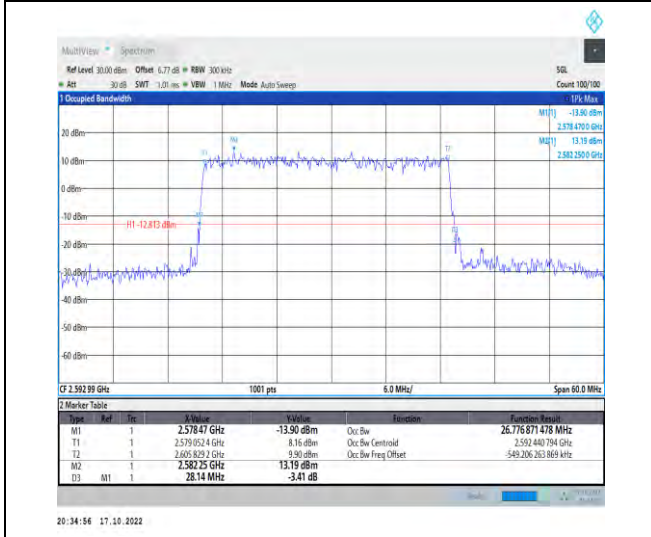 MultiView Spectrum
Ref Level 30.00 dBm Offset 6.77 dB RBW 300 kHz SGL
Att 30 dB SWT 1.01 ms VBW 1 MHz Mode Auto Sweep Count 100/100
1 Occupied Bandwidth 1Pk Max
M1[1] -13.90 dBm
2.578 4700 GHz
20 dBm M2[1] 13.19 dBm
2.582 2500 GHz
M2
T1 T2
10 dBm
0 dBm
-10 dBm
M1
H1 -12.813 dBm
D3
-20 dBm
-30 dBm
-40 dBm
-50 dBm
-60 dBm
CF 2.592 99 GHz 1001 pts 6.0 MHz/ Span 60.0 MHz
2 Marker Table
Type Ref Trc X-Value Y-Value Function Function Result
M1 1 2.578 47 GHz -13.90 dBm Occ Bw 26.776 871 478 MHz
T1 1 2.579 052 4 GHz 8.16 dBm Occ Bw Centroid 2.592 440 794 GHz
T2 1 2.605 829 2 GHz 9.90 dBm Occ Bw Freq Offset -549.206 263 869 kHz
M2 1 2.582 25 GHz 13.19 dBm
D3 M1 1 28.14 MHz -3.41 dB
20:34:56 17.10.2022